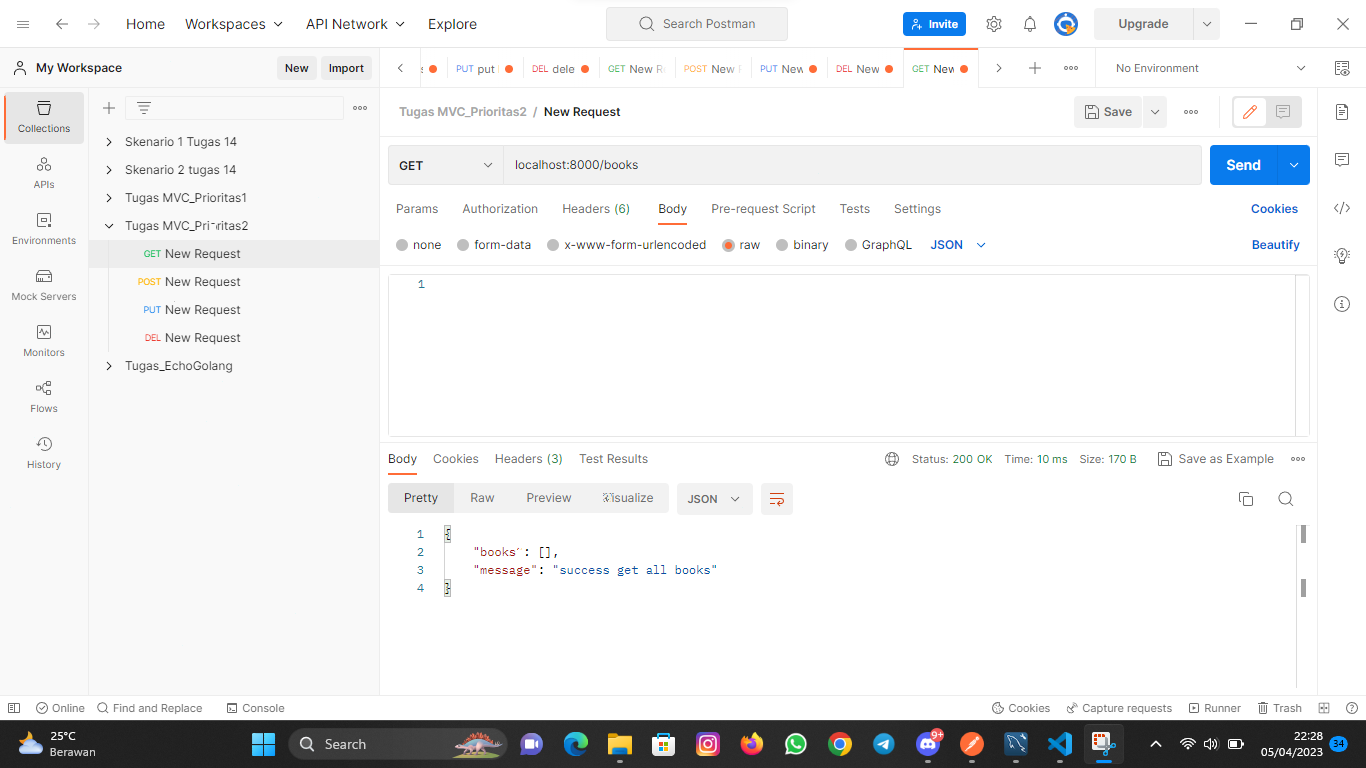 Home Workspaces API Network Explore Search Postman Invite Upgrade
My Workspace New Import
PUT put DEL dele GET New R POST New PUT New DEL New GET New No Environment
Tugas MVC_Prioritas2 / New Request Save
Collections
APIs
Environments
Mock Servers
Monitors
Flows
History
Skenario 1 Tugas 14
Skenario 2 tugas 14
Tugas MVC_Prioritas1
Tugas MVC_Prioritas2
GET New Request
POST New Request
PUT New Request
DEL New Request
Tugas_EchoGolang
GET localhost:8000/books Send
Params Authorization Headers (6) Body Pre-request Script Tests Settings Cookies
none form-data x-www-form-urlencoded raw binary GraphQL JSON Beautify
1
Body Cookies Headers (3) Test Results Status: 200 OK Time: 10 ms Size: 170 B Save as Example
Pretty Raw Preview Visualize JSON
1 {
2 "books": [],
3 "message": "success get all books"
4 }
Online Find and Replace Console Cookies Capture requests Runner Trash
25°C
Berawan
Search
9+
22:28
05/04/2023
34